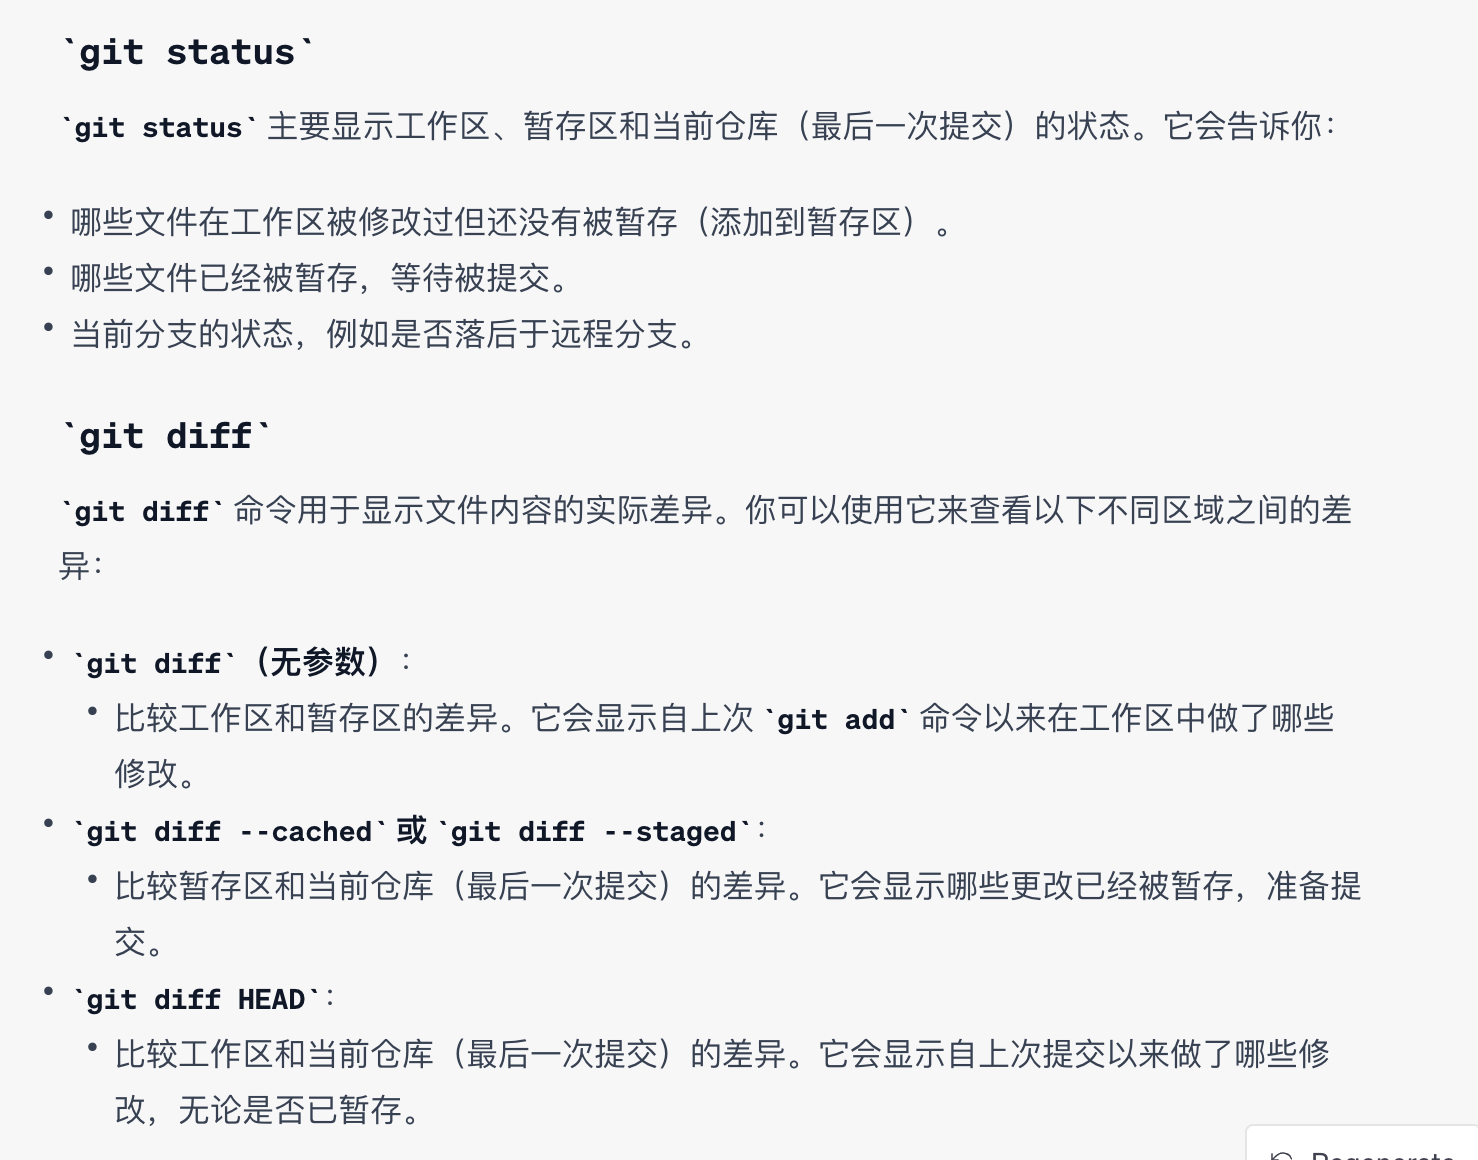 `git status`
`git status` 主要显示工作区、暂存区和当前仓库（最后一次提交）的状态。它会告诉你：
• 哪些文件在工作区被修改过但还没有被暂存（添加到暂存区）。
• 哪些文件已经被暂存，等待被提交。
• 当前分支的状态，例如是否落后于远程分支。
`git diff`
`git diff` 命令用于显示文件内容的实际差异。你可以使用它来查看以下不同区域之间的差
异：
• `git diff`（无参数）：
• 比较工作区和暂存区的差异。它会显示自上次 `git add` 命令以来在工作区中做了哪些
修改。
• `git diff --cached` 或 `git diff --staged`：
• 比较暂存区和当前仓库（最后一次提交）的差异。它会显示哪些更改已经被暂存，准备提
交。
• `git diff HEAD`：
• 比较工作区和当前仓库（最后一次提交）的差异。它会显示自上次提交以来做了哪些修
改，无论是否已暂存。
Regenerate